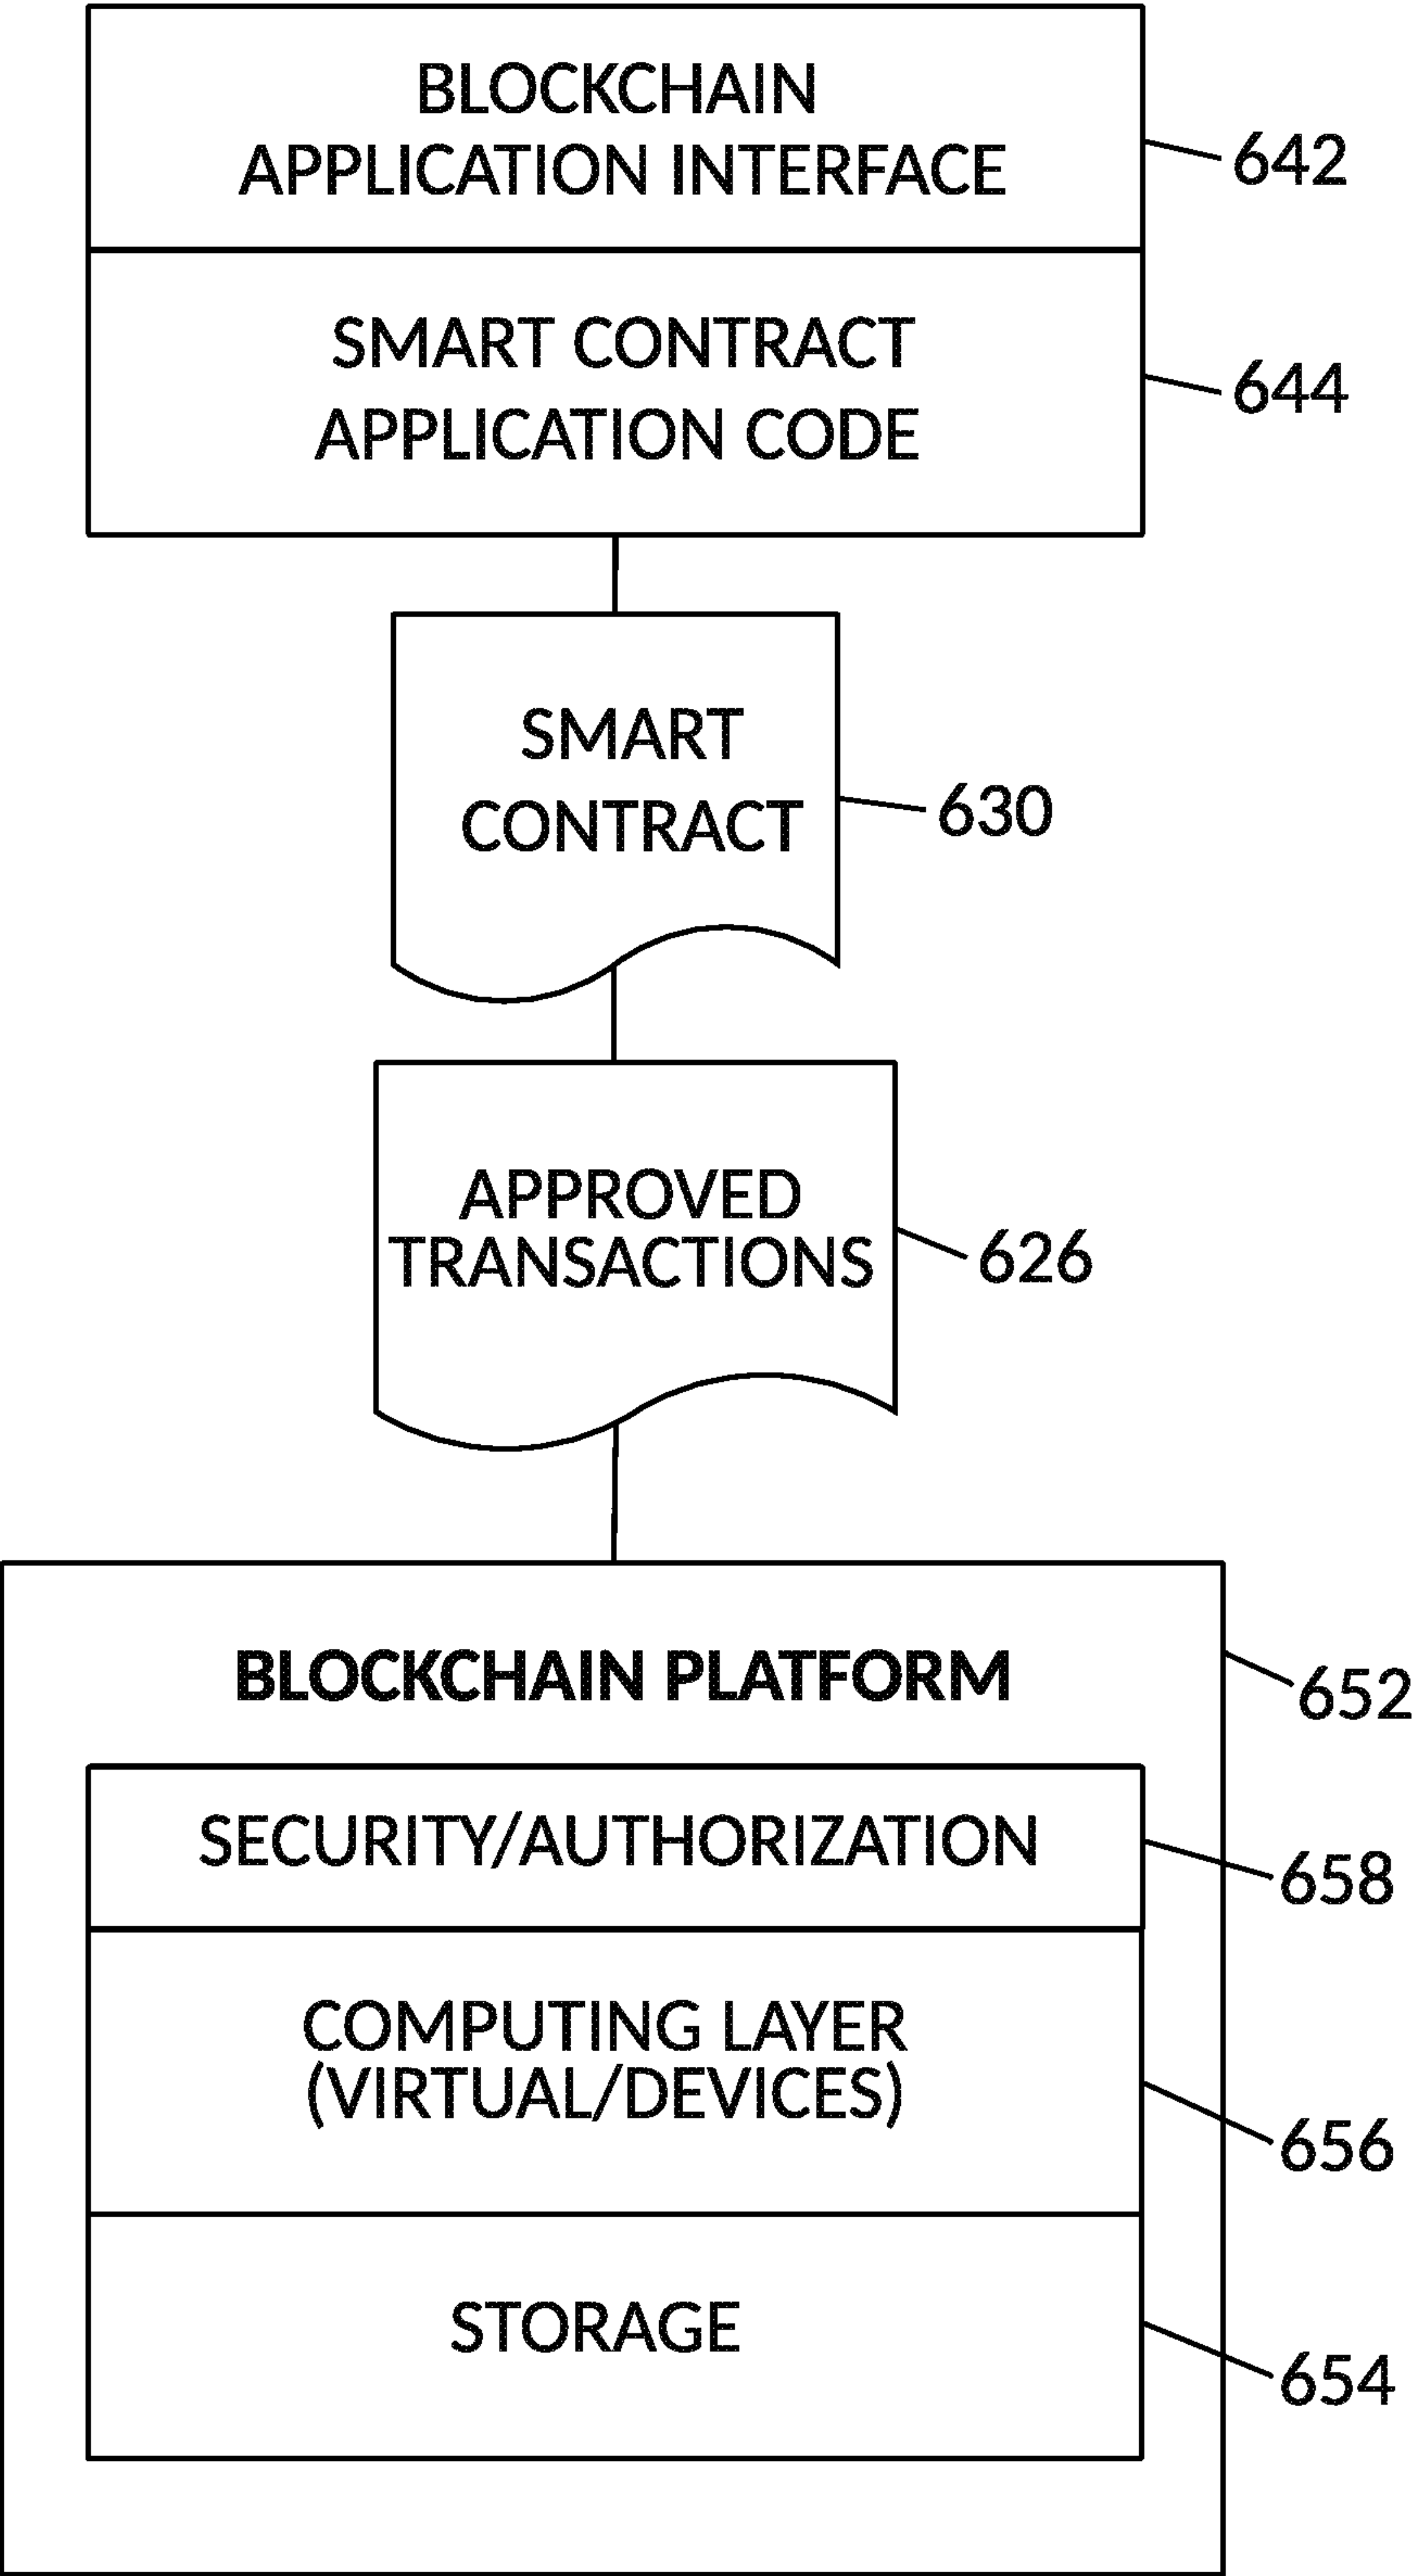 BLOCKCHAIN
APPLICATION INTERFACE
642
SMART CONTRACT
APPLICATION CODE
644
SMART
CONTRACT
630
APPROVED
TRANSACTIONS
626
BLOCKCHAIN PLATFORM
652
SECURITY/AUTHORIZATION
658
COMPUTING LAYER
(VIRTUAL/DEVICES)
656
STORAGE
654